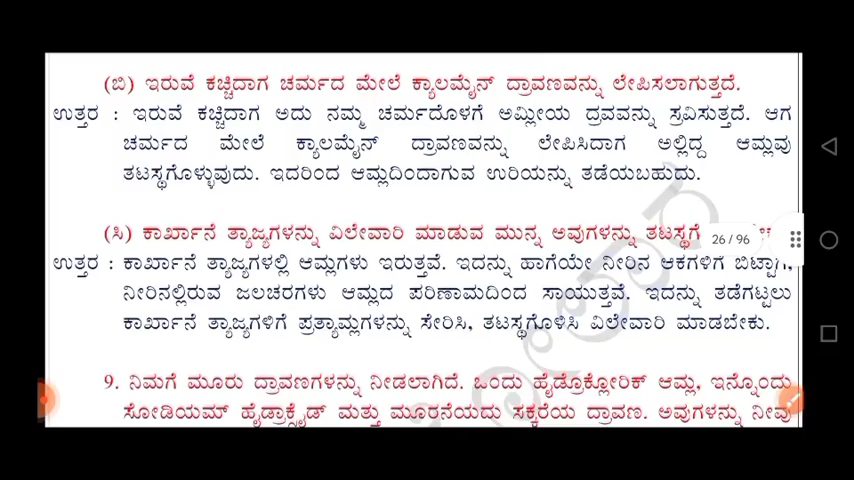 (ಬಿ) ಇರುವೆ ಕಚ್ಚಿದಾಗ ಚರ್ಮದ ಮೇಲೆ ಕ್ಯಾಲಮೈನ್ ದ್ರಾವಣವನ್ನು ಲೇಪಿಸಲಾಗುತ್ತದೆ.
ಉತ್ತರ : ಇರುವೆ ಕಚ್ಚಿದಾಗ ಅದು ನಮ್ಮ ಚರ್ಮದೊಳಗೆ ಆಮ್ಲೀಯ ದ್ರವವನ್ನು ಸ್ರವಿಸುತ್ತದೆ. ಆಗ
ಚರ್ಮದ ಮೇಲೆ ಕ್ಯಾಲಮೈನ್ ದ್ರಾವಣವನ್ನು ಲೇಪಿಸಿದಾಗ ಅಲ್ಲಿದ್ದ ಆಮ್ಲವು
ತಟಸ್ಥಗೊಳ್ಳುವುದು. ಇದರಿಂದ ಆಮ್ಲದಿಂದಾಗುವ ಉರಿಯನ್ನು ತಡೆಯಬಹುದು.
(ಸಿ) ಕಾರ್ಖಾನೆ ತ್ಯಾಜ್ಯಗಳನ್ನು ವಿಲೇವಾರಿ ಮಾಡುವ ಮುನ್ನ ಅವುಗಳನ್ನು ತಟಸ್ಥಗೆ
26 / 96
ಉತ್ತರ : ಕಾರ್ಖಾನೆ ತ್ಯಾಜ್ಯಗಳಲ್ಲಿ ಆಮ್ಲಗಳು ಇರುತ್ತವೆ. ಇದನ್ನು ಹಾಗೆಯೇ ನೀರಿನ ಆಕಗಳಿಗೆ ಬಿಟ್ಟಾಗ,
ನೀರಿನಲ್ಲಿರುವ ಜಲಚರಗಳು ಆಮ್ಲದ ಪರಿಣಾಮದಿಂದ ಸಾಯುತ್ತವೆ. ಇದನ್ನು ತಡೆಗಟ್ಟಲು
ಕಾರ್ಖಾನೆ ತ್ಯಾಜ್ಯಗಳಿಗೆ ಪ್ರತ್ಯಾಮ್ಲಗಳನ್ನು ಸೇರಿಸಿ, ತಟಸ್ಥಗೊಳಿಸಿ ವಿಲೇವಾರಿ ಮಾಡಬೇಕು.
9. ನಿಮಗೆ ಮೂರು ದ್ರಾವಣಗಳನ್ನು ನೀಡಲಾಗಿದೆ. ಒಂದು ಹೈಡ್ರೊಕ್ಲೋರಿಕ್ ಆಮ್ಲ, ಇನ್ನೊಂದು
ಸೋಡಿಯಮ್ ಹೈಡ್ರಾಕ್ಸೈಡ್ ಮತ್ತು ಮೂರನೆಯದು ಸಕ್ಕರೆಯ ದ್ರಾವಣ. ಅವುಗಳನ್ನು ನೀವು